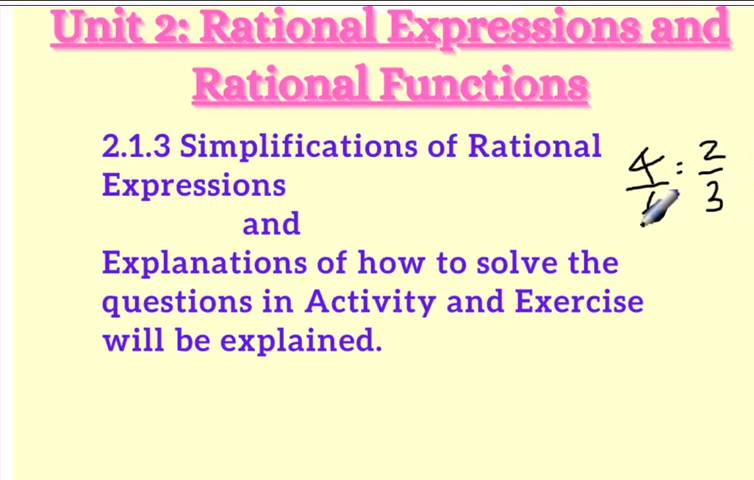 Unit 2: Rational Expressions and
Rational Functions
2.1.3 Simplifications of Rational
Expressions
and
Explanations of how to solve the
questions in Activity and Exercise
will be explained.
4 = 2
3